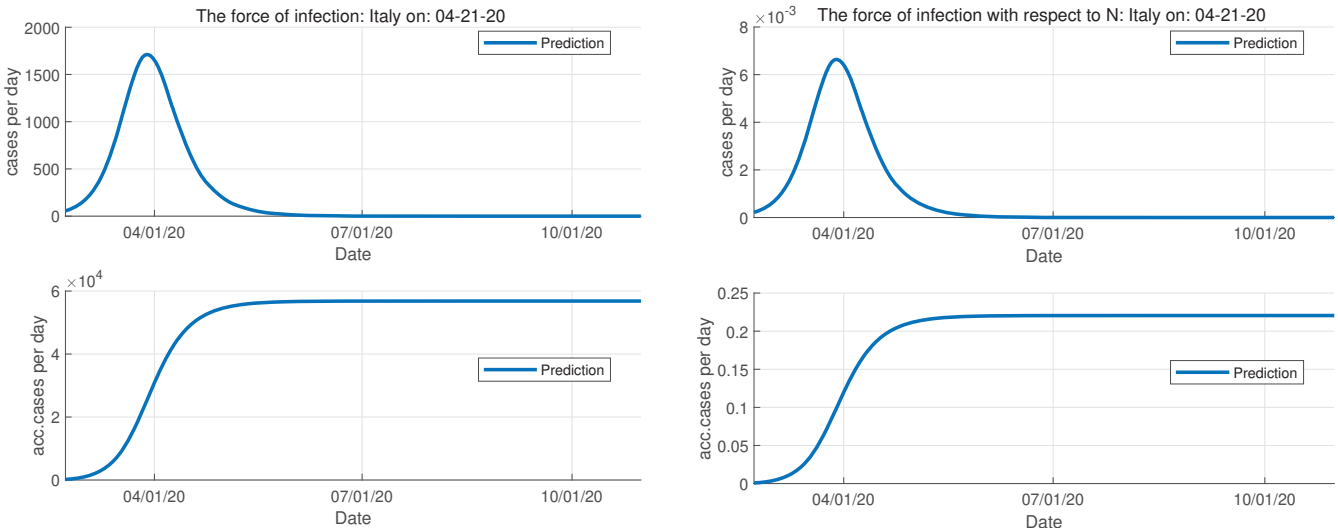 The force of infection: Italy on: 04-21-20
2000
1500
1000
500
0
cases per day
Prediction
04/01/20
07/01/20
10/01/20
Date
×10⁻³
The force of infection with respect to N: Italy on: 04-21-20
8
6
4
2
0
cases per day
Prediction
04/01/20
07/01/20
10/01/20
Date
×10⁴
6
4
2
0
acc.cases per day
Prediction
04/01/20
07/01/20
10/01/20
Date
0.25
0.2
0.15
0.1
0.05
0
acc.cases per day
Prediction
04/01/20
07/01/20
10/01/20
Date